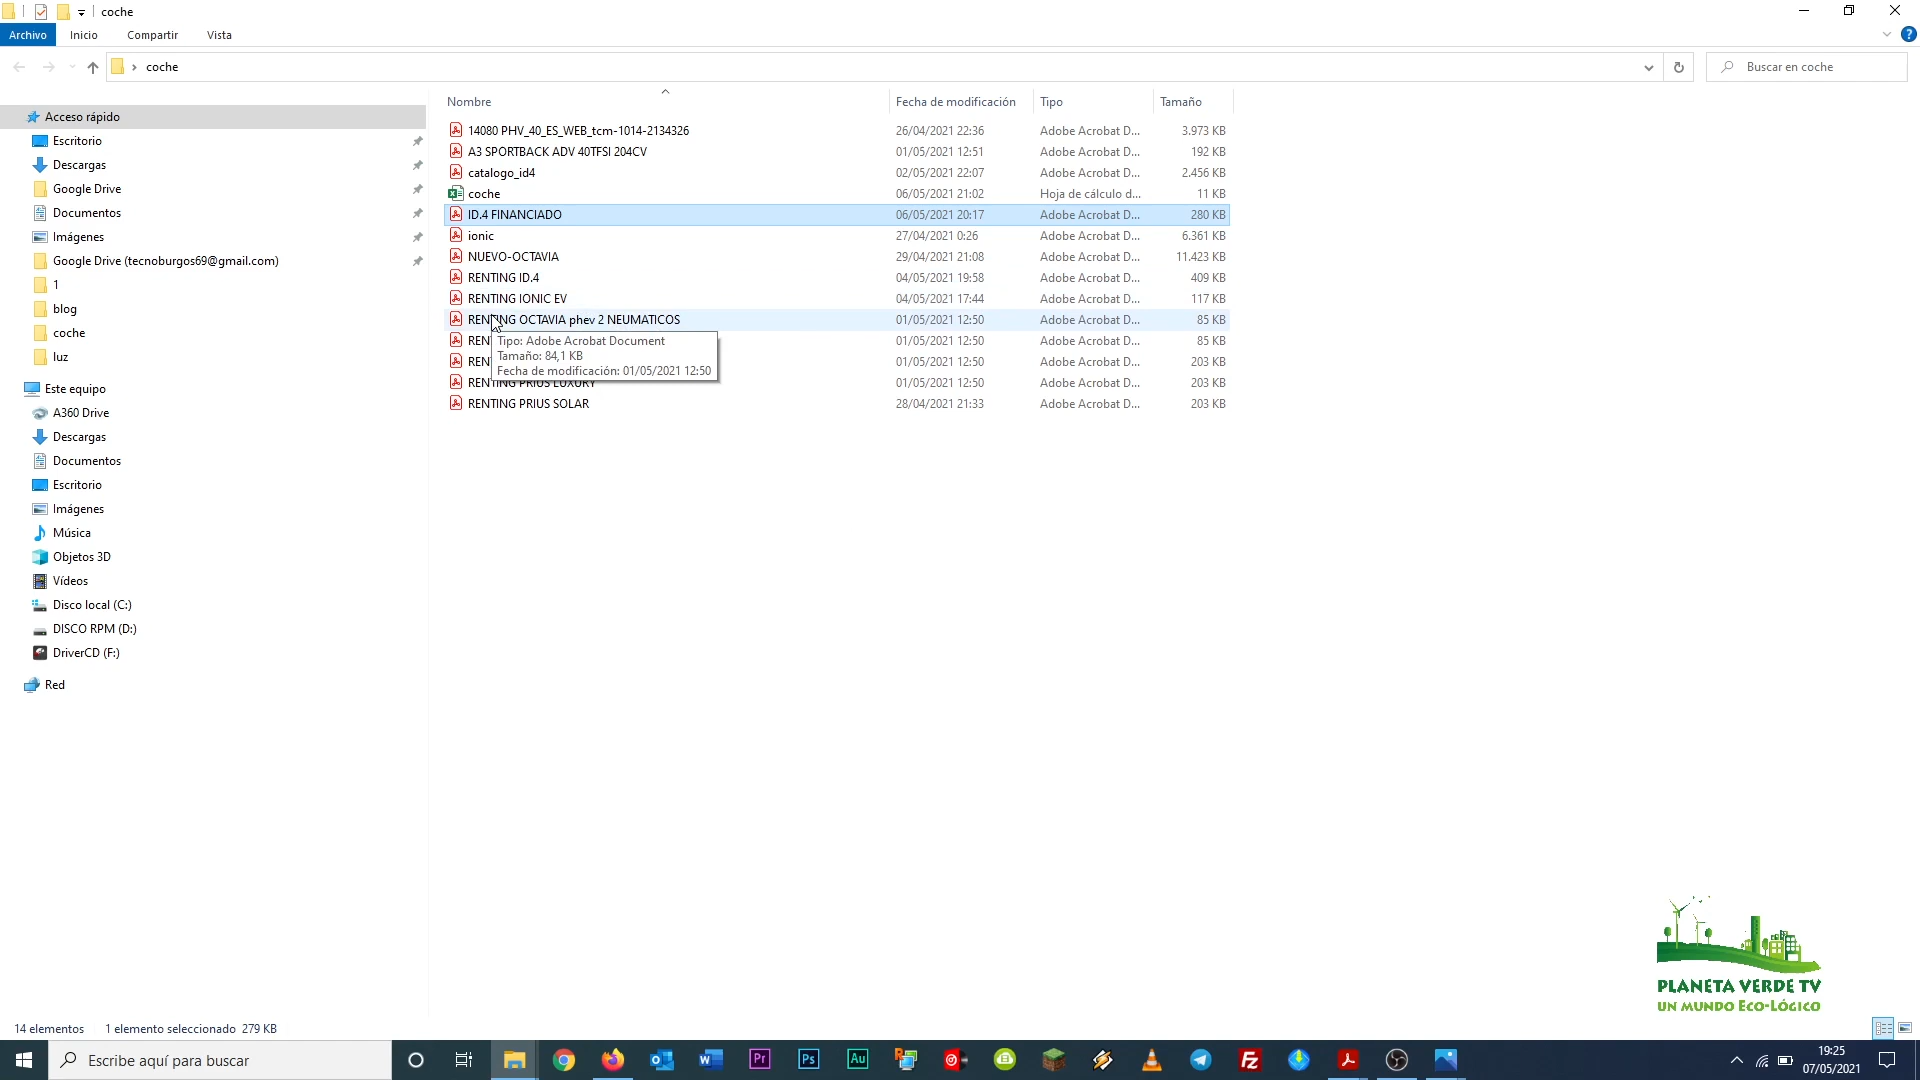 coche
Archivo
Inicio
Compartir
Vista
coche
Buscar en coche
Acceso rápido
Escritorio
Descargas
Google Drive
Documentos
Imágenes
Google Drive (tecnoburgos69@gmail.com)
1
blog
coche
luz
Este equipo
A360 Drive
Descargas
Documentos
Escritorio
Imágenes
Música
Objetos 3D
Vídeos
Disco local (C:)
DISCO RPM (D:)
DriverCD (F:)
Red
Nombre Fecha de modificación Tipo Tamaño
14080 PHV_40_ES_WEB_tcm-1014-2134326 26/04/2021 22:36 Adobe Acrobat D... 3.973 KB
A3 SPORTBACK ADV 40TFSI 204CV 01/05/2021 12:51 Adobe Acrobat D... 192 KB
catalogo_id4 02/05/2021 22:07 Adobe Acrobat D... 2.456 KB
coche 06/05/2021 21:02 Hoja de cálculo d... 11 KB
ID.4 FINANCIADO 06/05/2021 20:17 Adobe Acrobat D... 280 KB
ionic 27/04/2021 0:26 Adobe Acrobat D... 6.361 KB
NUEVO-OCTAVIA 29/04/2021 21:08 Adobe Acrobat D... 11.423 KB
RENTING ID.4 04/05/2021 19:58 Adobe Acrobat D... 409 KB
RENTING IONIC EV 04/05/2021 17:44 Adobe Acrobat D... 117 KB
RENTING OCTAVIA phev 2 NEUMATICOS 01/05/2021 12:50 Adobe Acrobat D... 85 KB
REN 01/05/2021 12:50 Adobe Acrobat D... 85 KB
REN 01/05/2021 12:50 Adobe Acrobat D... 203 KB
RENTING PRIUS LUXURY 01/05/2021 12:50 Adobe Acrobat D... 203 KB
RENTING PRIUS SOLAR 28/04/2021 21:33 Adobe Acrobat D... 203 KB
Tipo: Adobe Acrobat Document
Tamaño: 84,1 KB
Fecha de modificación: 01/05/2021 12:50
PLANETA VERDE TV
UN MUNDO ECO-LÓGICO
14 elementos 1 elemento seleccionado 279 KB
Escribe aquí para buscar
Pr
Ps
Au
19:25
07/05/2021